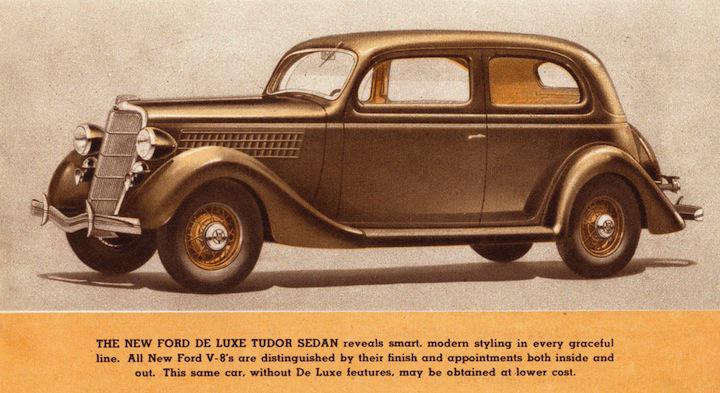 THE NEW FORD DE LUXE TUDOR SEDAN reveals smart, modern styling in every graceful
line. All New Ford V-8's are distinguished by their finish and appointments both inside and
out. This same car, without De Luxe features, may be obtained at lower cost.